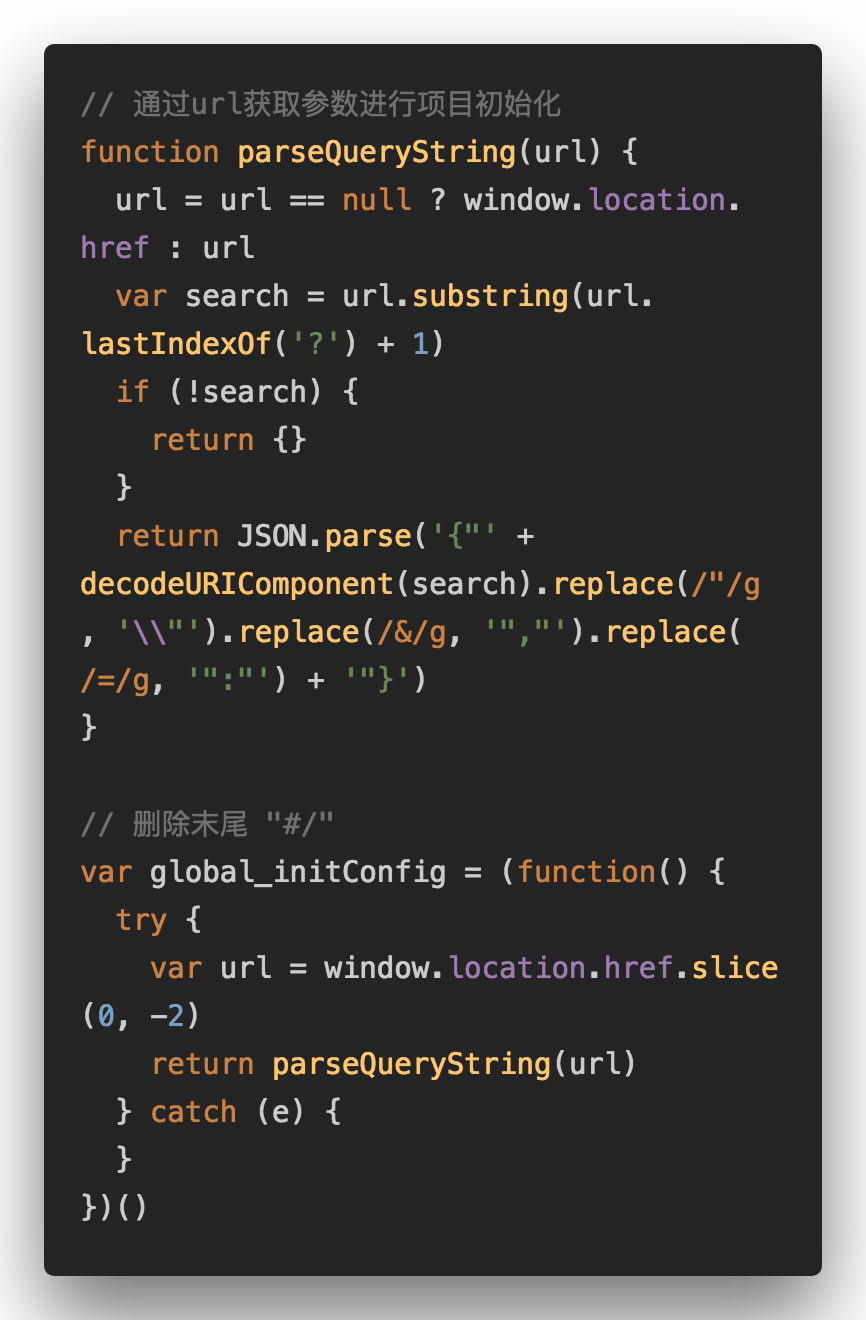 // 通过url获取参数进行项目初始化
function parseQueryString(url) {
  url = url == null ? window.location.
href : url
  var search = url.substring(url.
lastIndexOf('?') + 1)
  if (!search) {
    return {}
  }
  return JSON.parse('{"' +
decodeURIComponent(search).replace(/"/g
, '\\"').replace(/&/g, '","').replace(
/=/g, '":"') + '"}')
}

// 删除末尾 "#/"
var global_initConfig = (function() {
  try {
    var url = window.location.href.slice
(0, -2)
    return parseQueryString(url)
  } catch (e) {
  }
})()